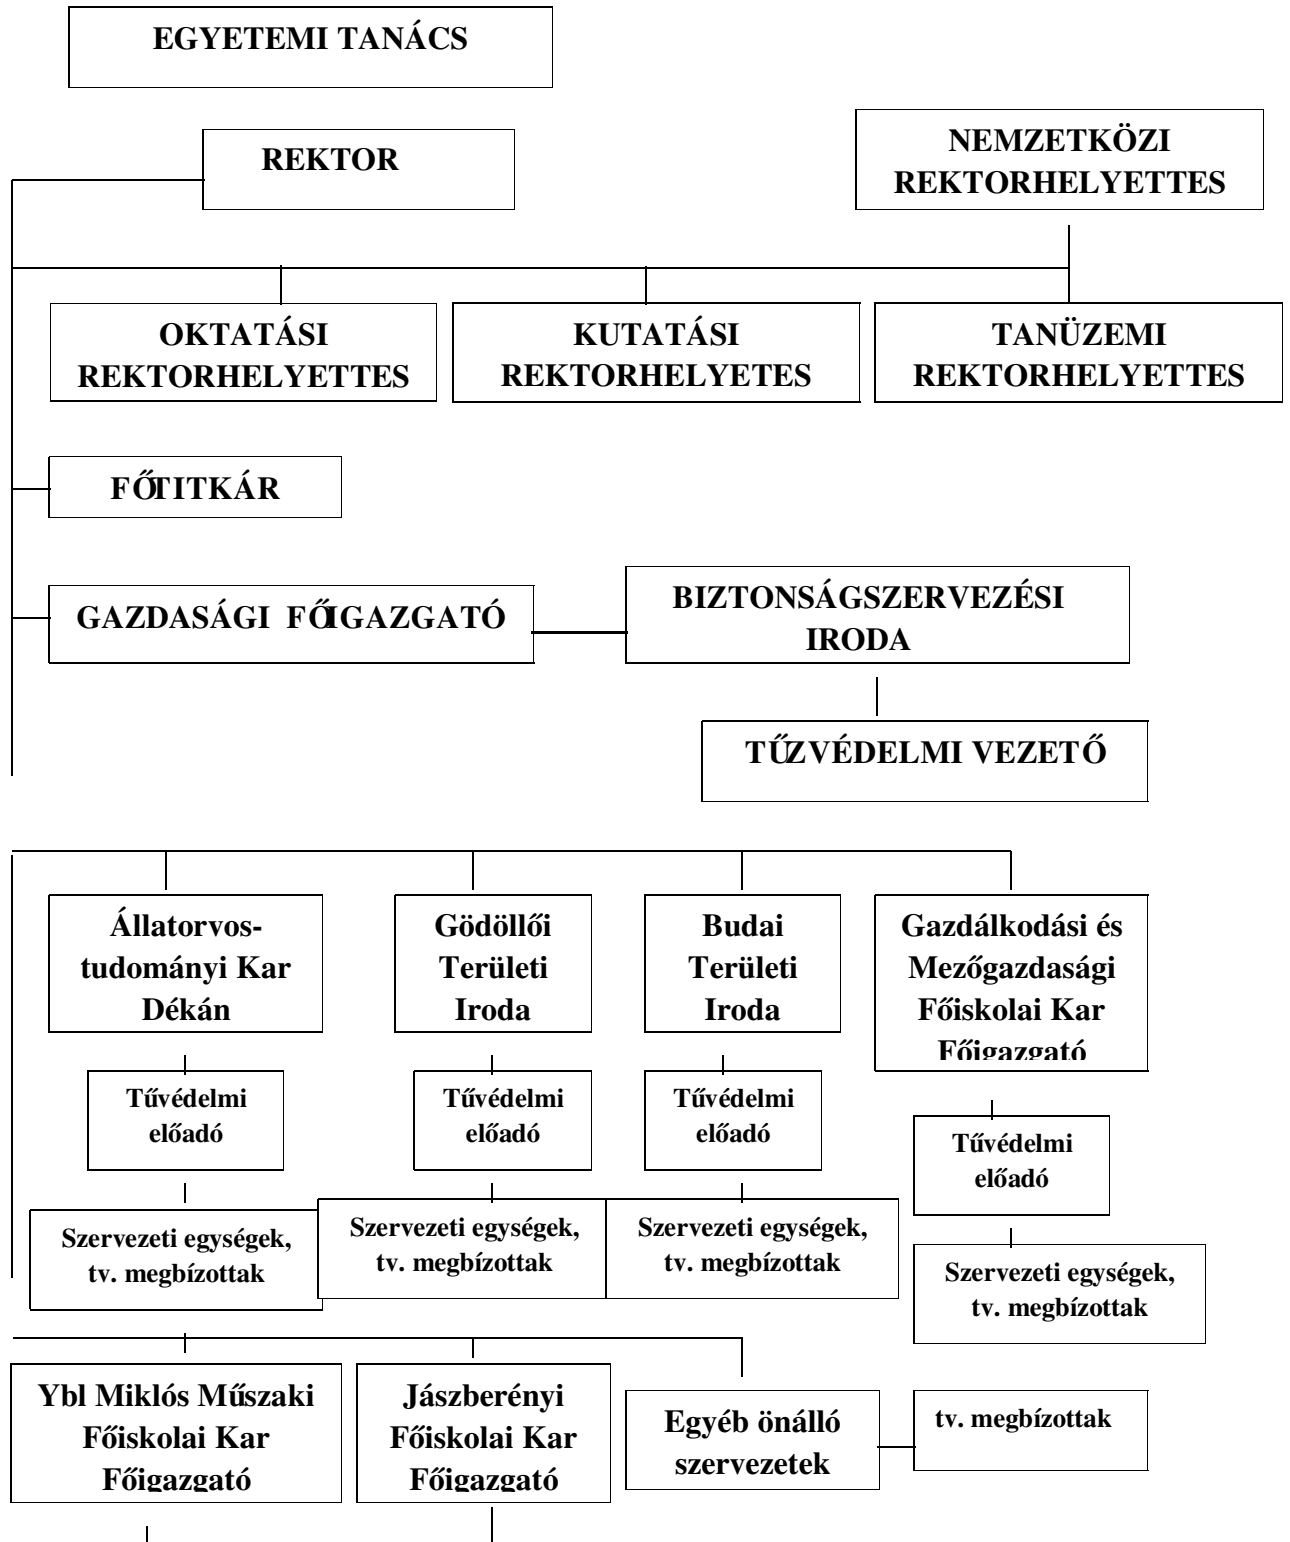 EGYETEMI TANÁCS
REKTOR
NEMZETKÖZI
REKTORHELYETTES
OKTATÁSI
REKTORHELYETTES
KUTATÁSI
REKTORHELYETES
TANÜZEMI
REKTORHELYETTES
FŐTITKÁR
GAZDASÁGI FŐIGAZGATÓ
BIZTONSÁGSZERVEZÉSI
IRODA
TŰZVÉDELMI VEZETŐ
Állatorvos-
tudományi Kar
Dékán
Gödöllői
Területi
Iroda
Budai
Területi
Iroda
Gazdálkodási és
Mezőgazdasági
Főiskolai Kar
Főigazgató
Tűvédelmi
előadó
Tűvédelmi
előadó
Tűvédelmi
előadó
Tűvédelmi
előadó
Szervezeti egységek,
tv. megbízottak
Szervezeti egységek,
tv. megbízottak
Szervezeti egységek,
tv. megbízottak
Szervezeti egységek,
tv. megbízottak
Ybl Miklós Műszaki
Főiskolai Kar
Főigazgató
Jászberényi
Főiskolai Kar
Főigazgató
Egyéb önálló
szervezetek
tv. megbízottak